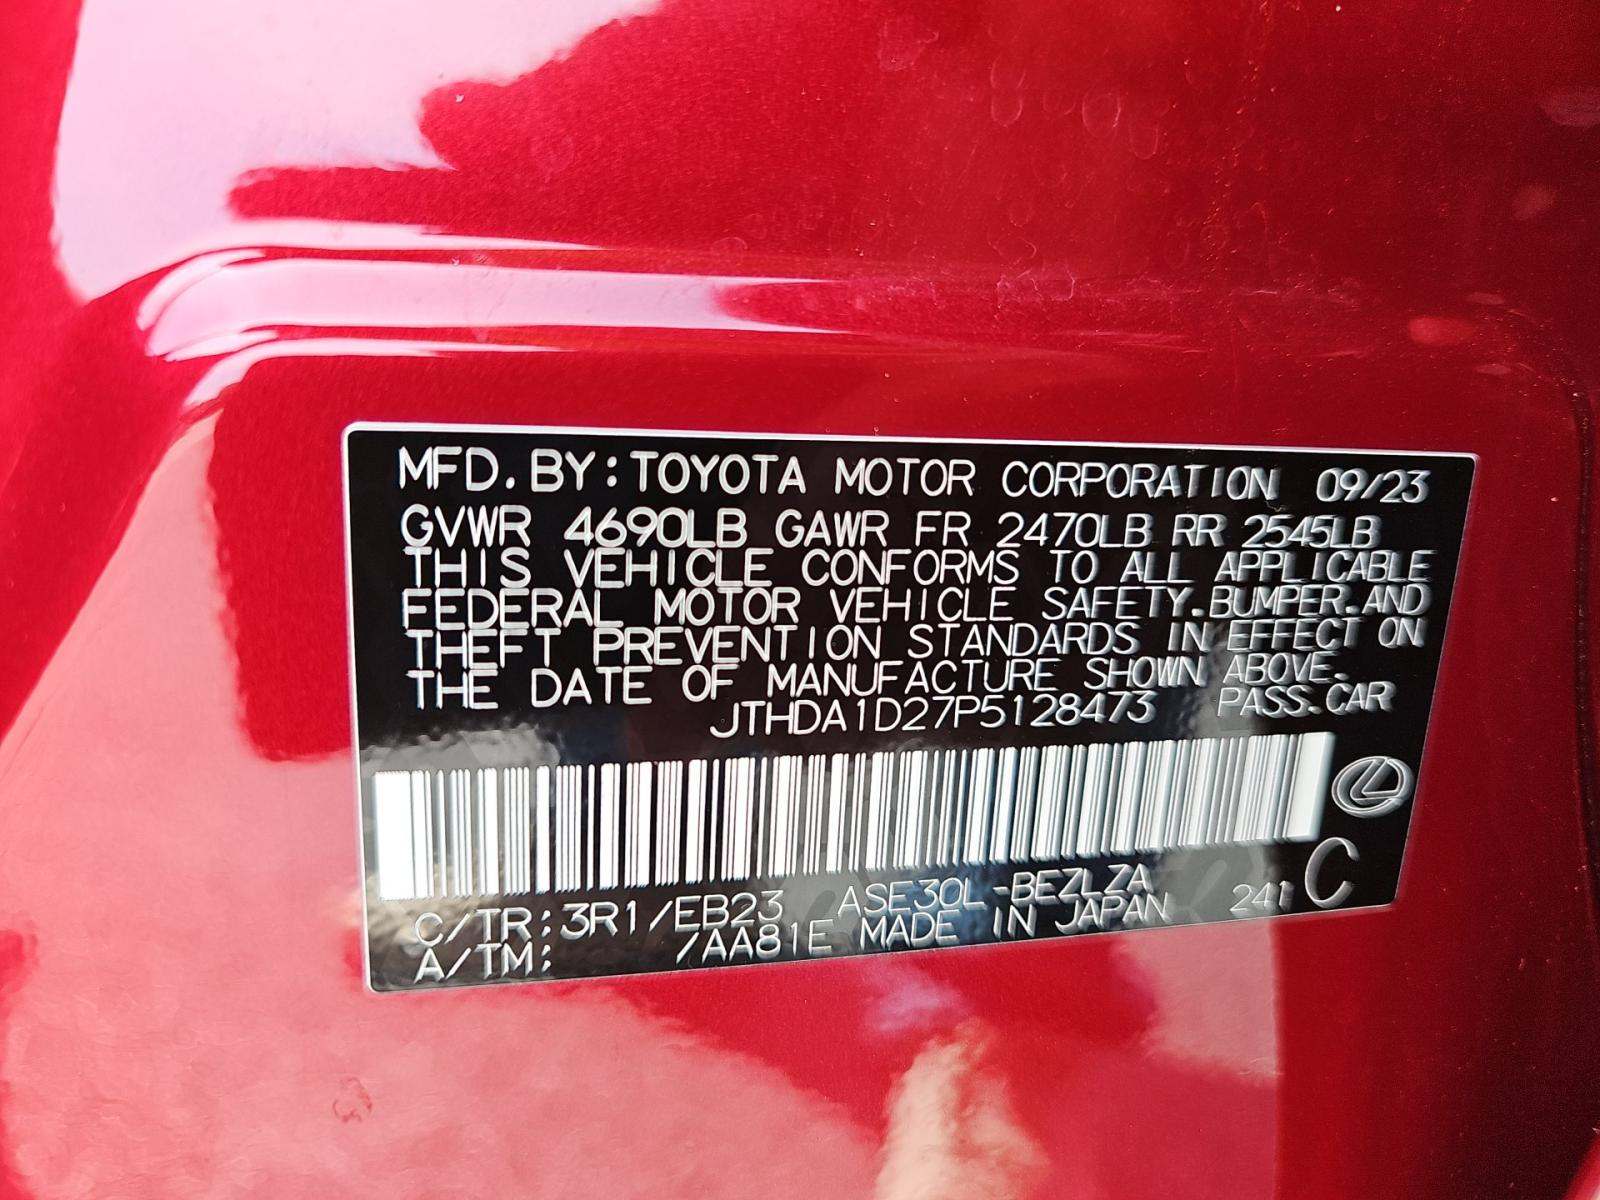 MFD. BY: TOYOTA MOTOR CORPORATION 09/23
GVWR 4690LB GAWR FR 2470LB RR 2545LB
THIS VEHICLE CONFORMS TO ALL APPLICABLE
FEDERAL MOTOR VEHICLE SAFETY. BUMPER. AND
THEFT PREVENTION STANDARDS IN EFFECT ON
THE DATE OF MANUFACTURE SHOWN ABOVE.
JTHDA1D27P5128473 PASS. CAR
C/TR: 3R1/EB23 ASE30L-BEZLZA 241 C
A/TM: /AA81E MADE IN JAPAN